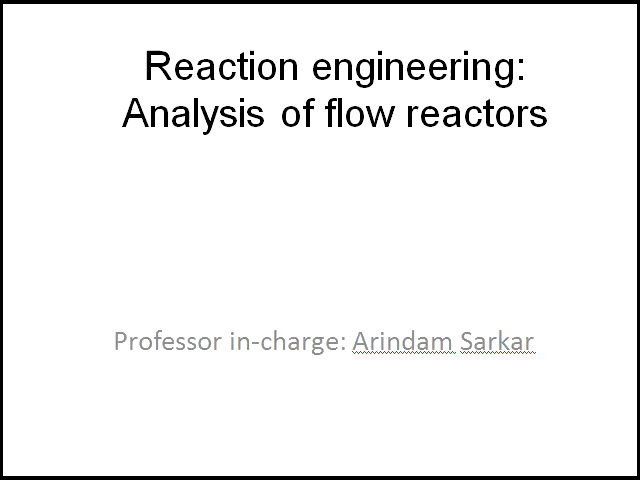 Reaction engineering:
Analysis of flow reactors
Professor in-charge: Arindam Sarkar